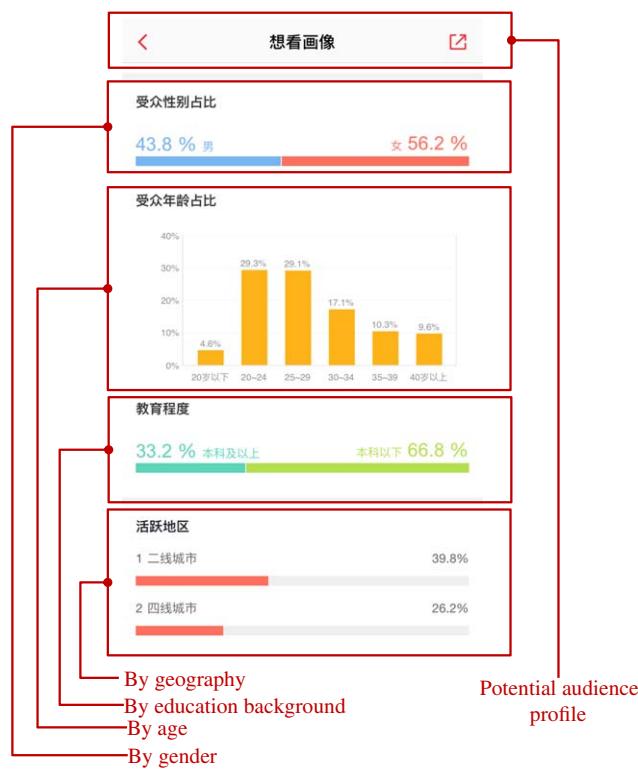 想看画像
受众性别占比
43.8 % 男
女 56.2 %
受众年龄占比
40%
30%
20%
10%
0%
4.6%
29.3%
29.1%
17.1%
10.3%
9.6%
20岁以下
20~24
25~29
30~34
35~39
40岁以上
教育程度
33.2 % 本科及以上
本科以下 66.8 %
活跃地区
1 二线城市
39.8%
2 四线城市
26.2%
By geography
By education background
By age
By gender
Potential audience
profile